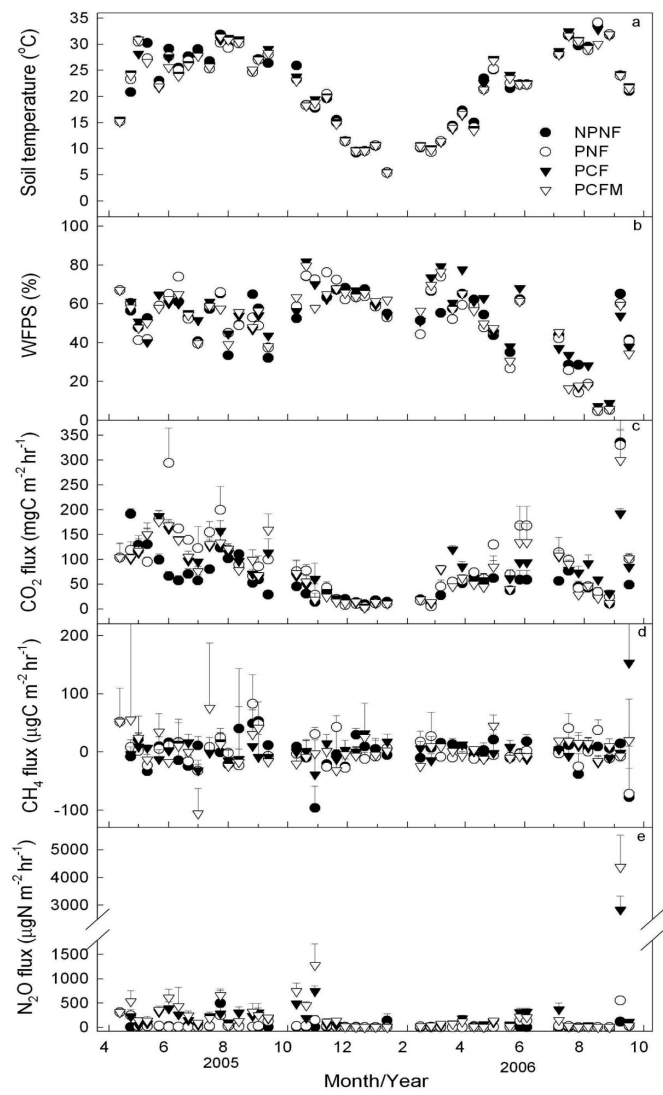 a
35
30
25
20
15
10
5
0
Soil temperature (°C)
NPNF
PNF
PCF
PCFM
b
100
80
60
40
20
0
WFPS (%)
c
350
300
250
200
150
100
50
0
CO2 flux (mgC m-2 hr-1)
d
200
100
0
-100
CH4 flux (µgC m-2 hr-1)
e
5000
4000
3000
1500
1000
500
0
N2O flux (µgN m-2 hr-1)
4 6 8 10 12 2 4 6 8 10
2005 2006
Month/Year